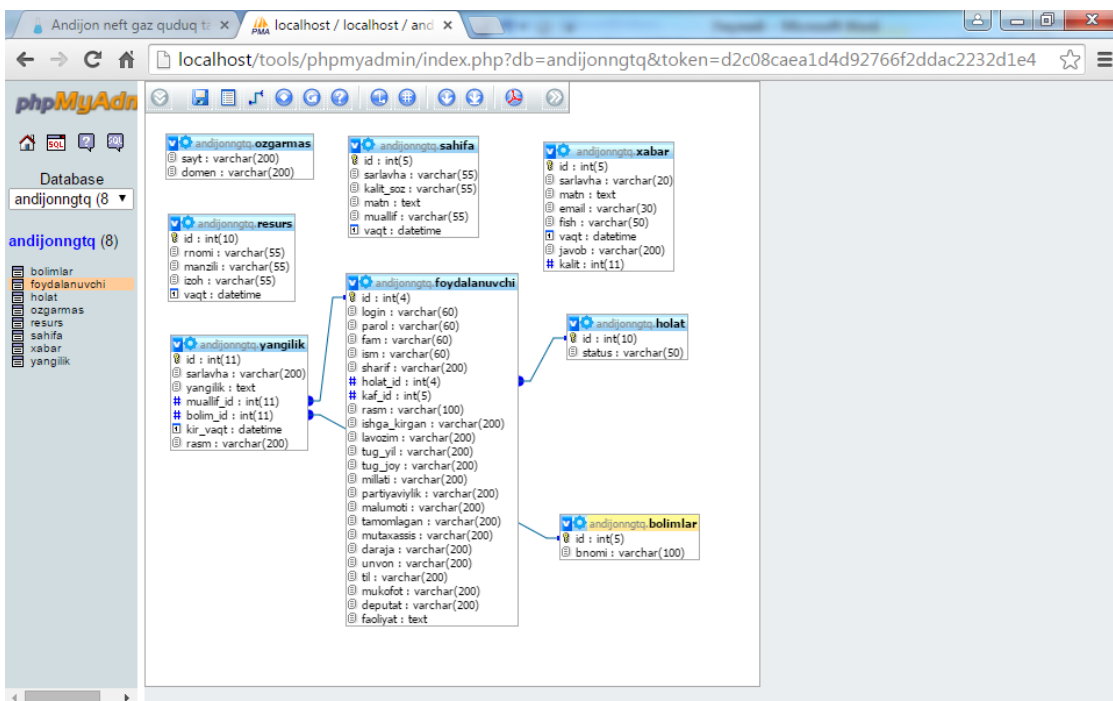 Andijon neft gaz quduq ta
localhost / localhost / and
localhost/tools/phpmyadmin/index.php?db=andijonngtq&token=d2c08caea1d4d92766f2ddac2232d1e4
phpMyAdn
Database
andijonngtq (8
andijonngtq (8)
bolimlar
foydalanuvchi
holat
ozgarmas
resurs
sahifa
xabar
yangilik
andijonngtq.ozgarmas
sayt : varchar(200)
domen : varchar(200)
andijonngtq.sahifa
id : int(5)
sarlavha : varchar(55)
kalit_soz : varchar(55)
matn : text
muallif : varchar(55)
vaqt : datetime
andijonngtq.xabar
id : int(5)
sarlavha : varchar(20)
matn : text
email : varchar(30)
fish : varchar(50)
vaqt : datetime
javob : varchar(200)
kalit : int(11)
andijonngtq.resurs
id : int(10)
rnomi : varchar(55)
manzili : varchar(55)
izoh : varchar(55)
vaqt : datetime
andijonngtq.foydalanuvchi
id : int(4)
login : varchar(60)
parol : varchar(60)
fam : varchar(60)
ism : varchar(60)
sharif : varchar(200)
holat_id : int(4)
kaf_id : int(5)
rasm : varchar(100)
ishga_kirgan : varchar(200)
lavozim : varchar(200)
tug_yil : varchar(200)
tug_joy : varchar(200)
millati : varchar(200)
partiyaviylik : varchar(200)
malumoti : varchar(200)
tamomlagan : varchar(200)
mutaxassis : varchar(200)
daraja : varchar(200)
unvon : varchar(200)
til : varchar(200)
mukofot : varchar(200)
deputat : varchar(200)
faoliyat : text
andijonngtq.holat
id : int(10)
status : varchar(50)
andijonngtq.yangilik
id : int(11)
sarlavha : varchar(200)
yangilik : text
muallif_id : int(11)
bolim_id : int(11)
kir_vaqt : datetime
rasm : varchar(200)
andijonngtq.bolimlar
id : int(5)
bnomi : varchar(100)